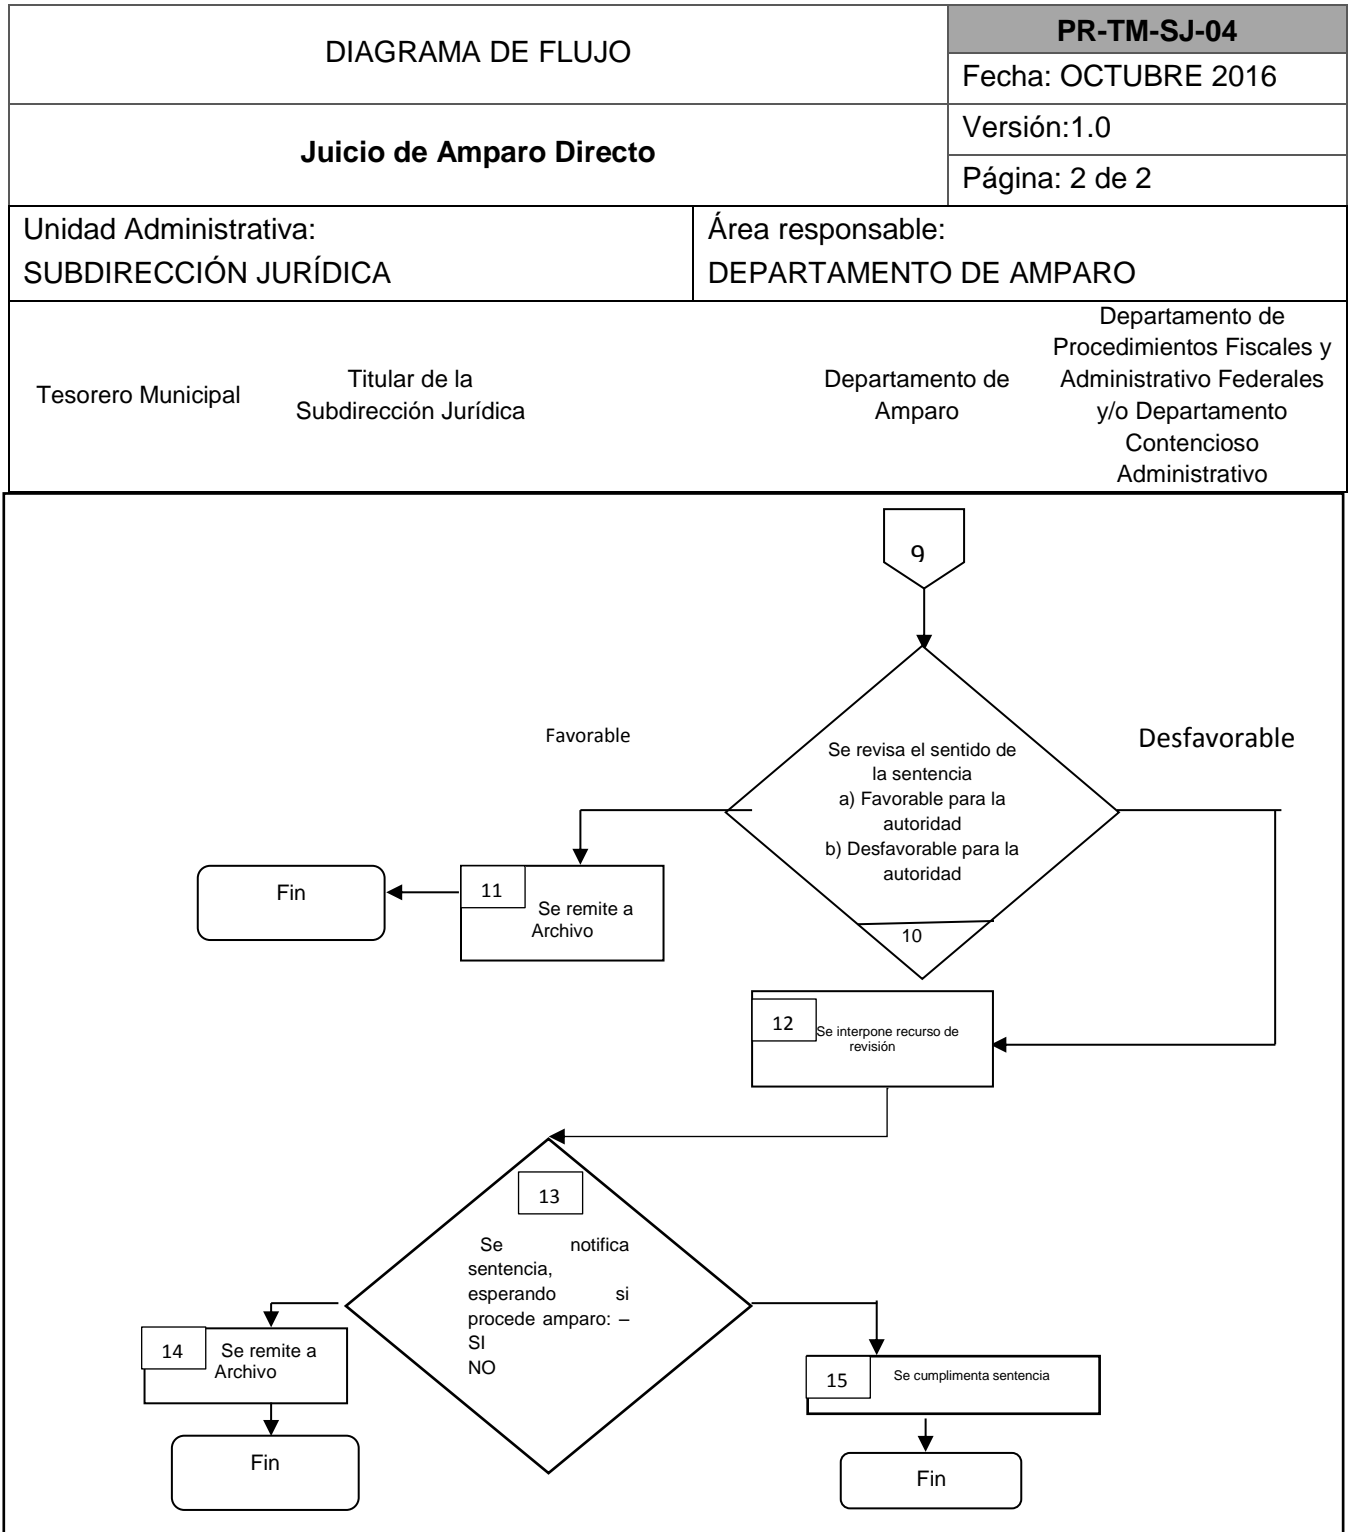 DIAGRAMA DE FLUJO
PR-TM-SJ-04
Fecha: OCTUBRE 2016
Juicio de Amparo Directo
Versión:1.0
Página: 2 de 2
Unidad Administrativa:
SUBDIRECCIÓN JURÍDICA
Área responsable:
DEPARTAMENTO DE AMPARO
Tesorero Municipal
Titular de la
Subdirección Jurídica
Departamento de
Amparo
Departamento de
Procedimientos Fiscales y
Administrativo Federales
y/o Departamento
Contencioso
Administrativo
9
Favorable
Desfavorable
Se revisa el sentido de
la sentencia
a) Favorable para la
autoridad
b) Desfavorable para la
autoridad
10
Fin
11
Se remite a
Archivo
12
Se interpone recurso de
revisión
13
Se notifica
sentencia,
esperando si
procede amparo: –
SI
NO
14
Se remite a
Archivo
15
Se cumplimenta sentencia
Fin
Fin